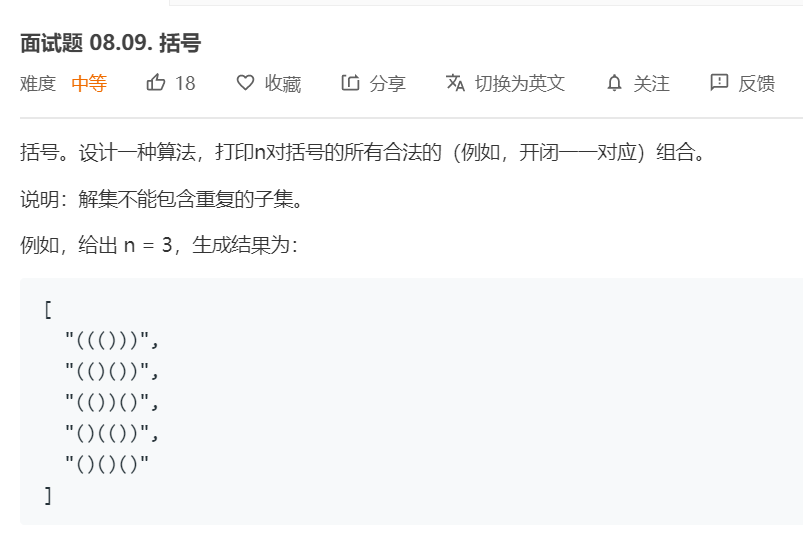 面试题 08.09. 括号
难度 中等 18 收藏 分享 切换为英文 关注 反馈
括号。设计一种算法，打印n对括号的所有合法的（例如，开闭一一对应）组合。
说明：解集不能包含重复的子集。
例如，给出 n = 3，生成结果为：
[
"((()))",
"(()())",
"(())()",
"()(())",
"()()()"
]